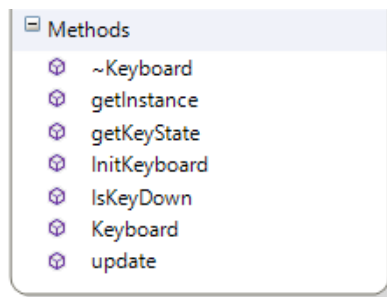 Methods
~Keyboard
getInstance
getKeyState
InitKeyboard
IsKeyDown
Keyboard
update